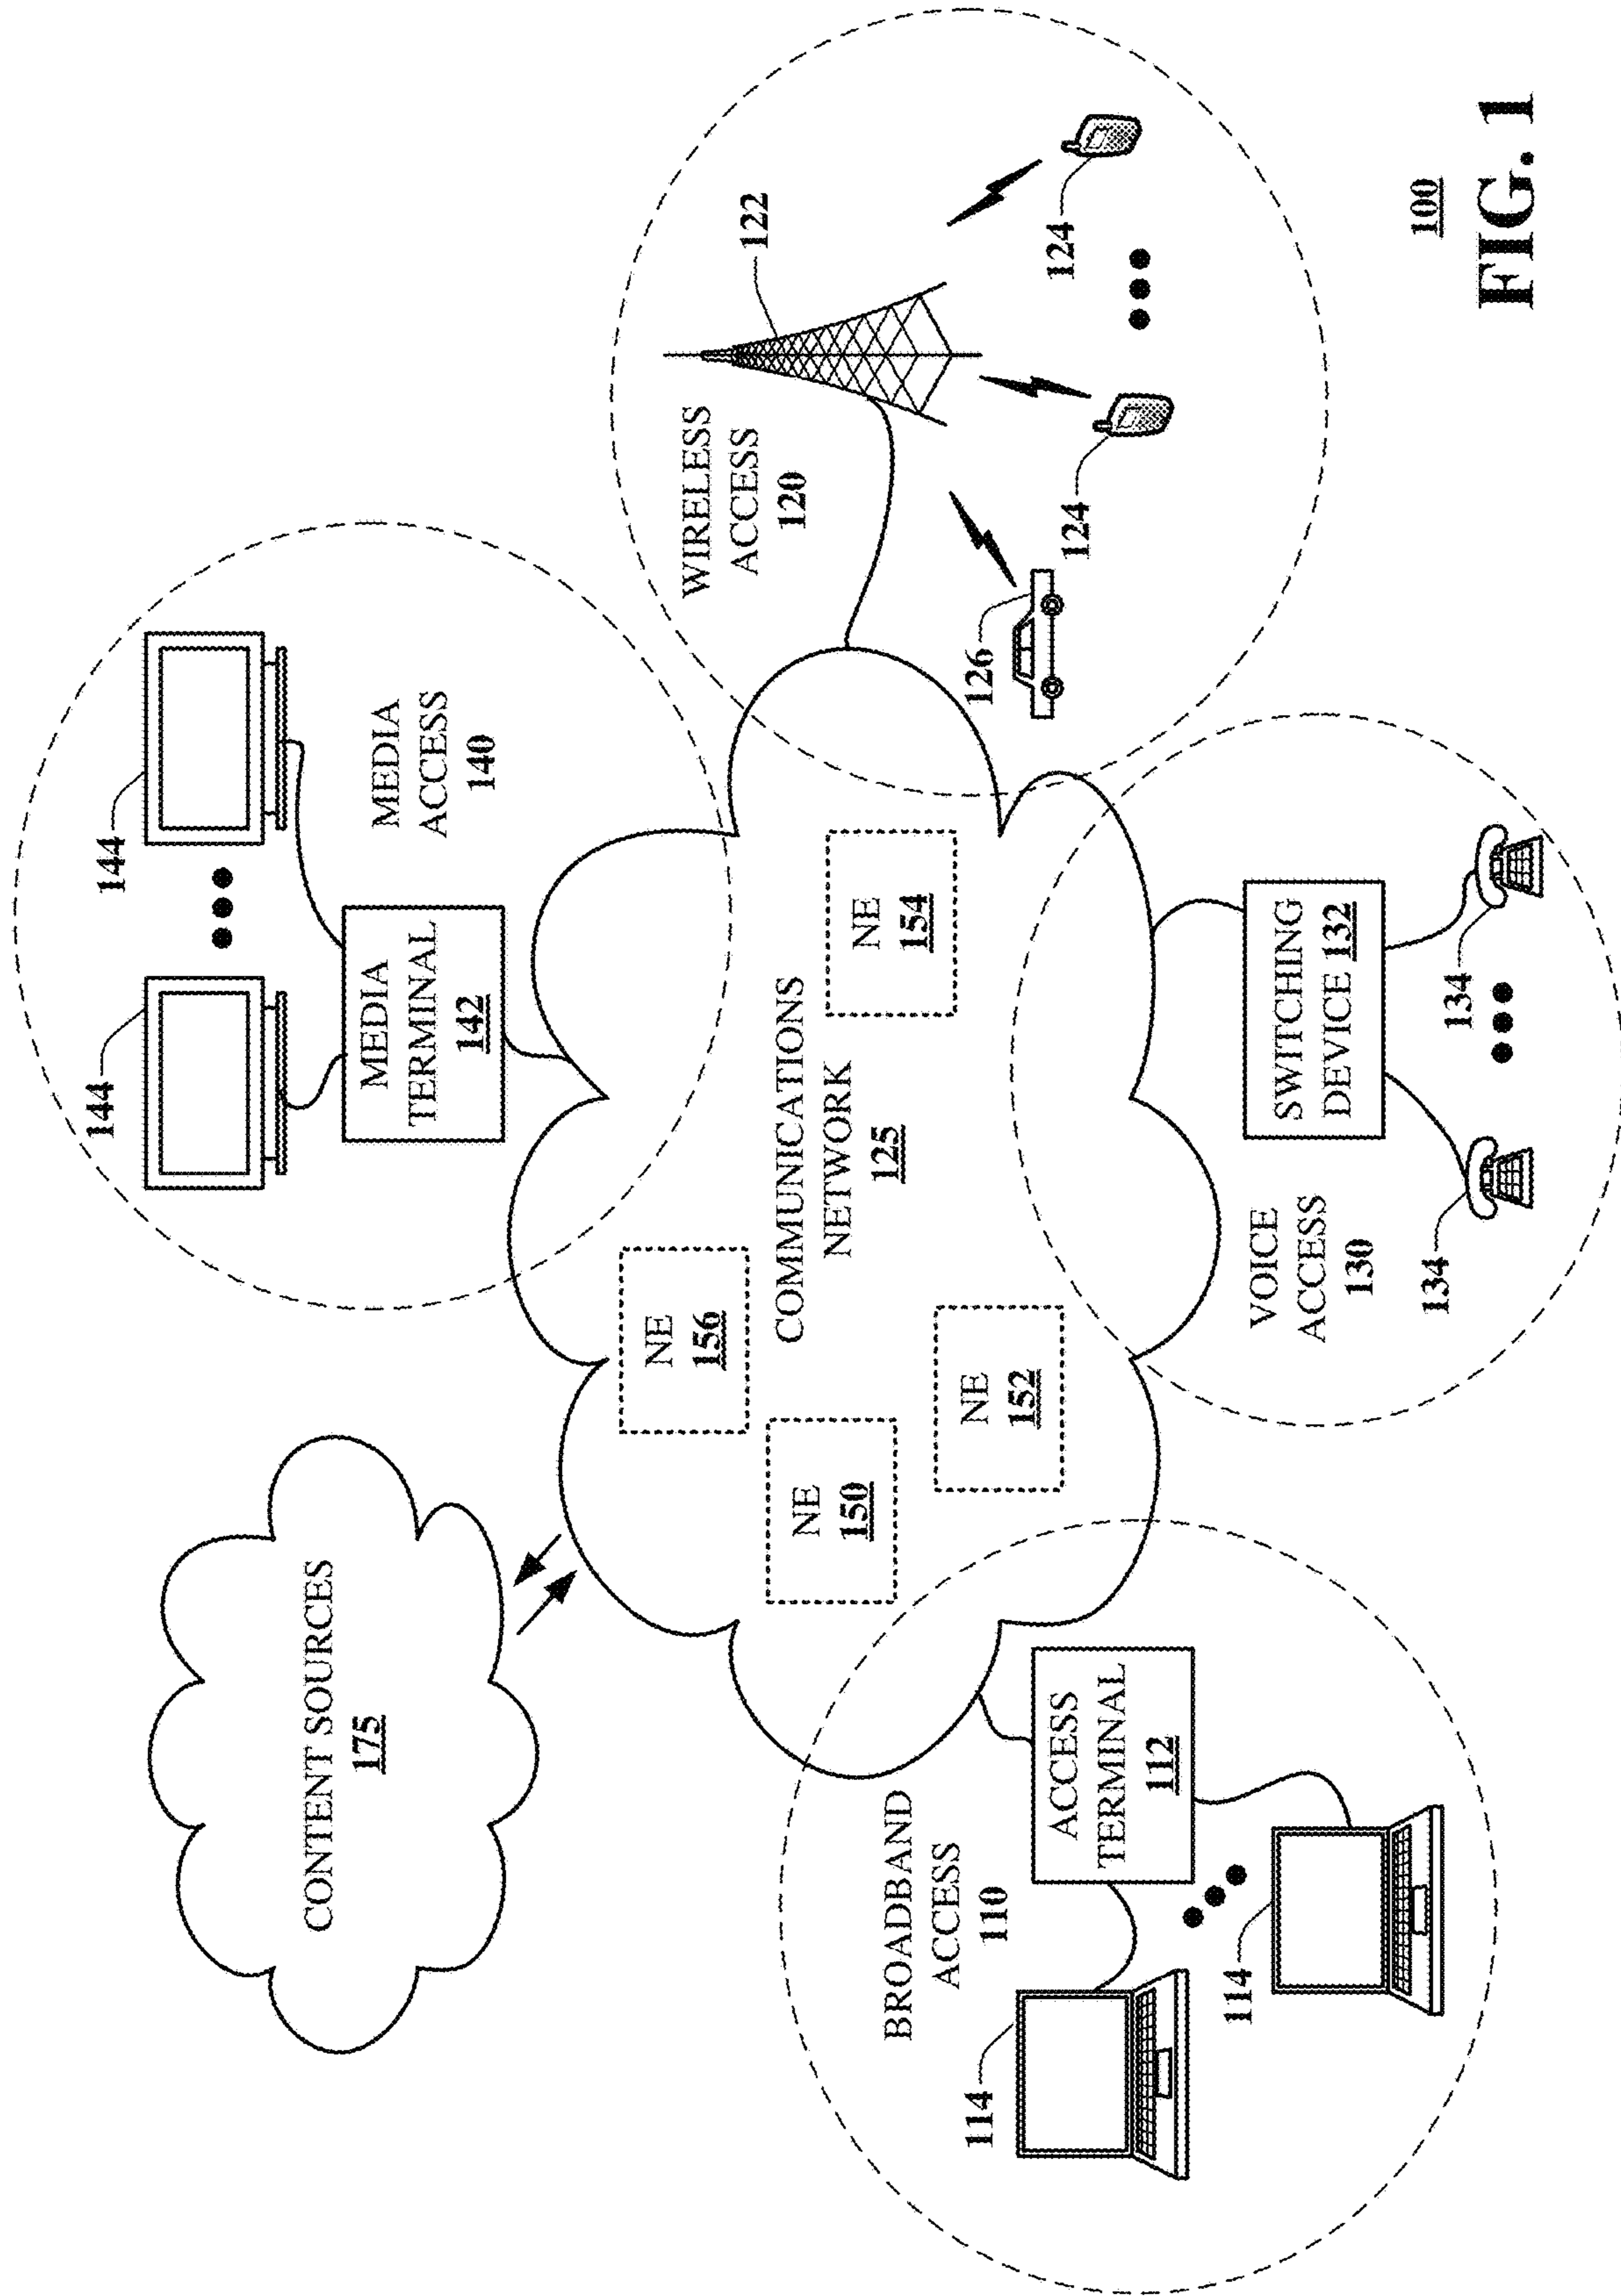 CONTENT SOURCES
175
144
144
MEDIA
TERMINAL
142
MEDIA
ACCESS
140
WIRELESS
ACCESS
120
122
124
124
126
NE
156
NE
150
NE
152
NE
154
COMMUNICATIONS
NETWORK
125
BROADBAND
ACCESS
110
ACCESS
TERMINAL
112
114
114
VOICE
ACCESS
130
SWITCHING
DEVICE 132
134
134
100
FIG. 1